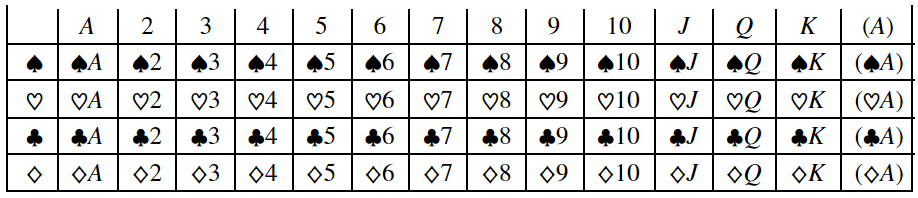 A 2 3 4 5 6 7 8 9 10 J Q K (A)
♠ ♠A ♠2 ♠3 ♠4 ♠5 ♠6 ♠7 ♠8 ♠9 ♠10 ♠J ♠Q ♠K (♠A)
♡ ♡A ♡2 ♡3 ♡4 ♡5 ♡6 ♡7 ♡8 ♡9 ♡10 ♡J ♡Q ♡K (♡A)
♣ ♣A ♣2 ♣3 ♣4 ♣5 ♣6 ♣7 ♣8 ♣9 ♣10 ♣J ♣Q ♣K (♣A)
♢ ♢A ♢2 ♢3 ♢4 ♢5 ♢6 ♢7 ♢8 ♢9 ♢10 ♢J ♢Q ♢K (♢A)